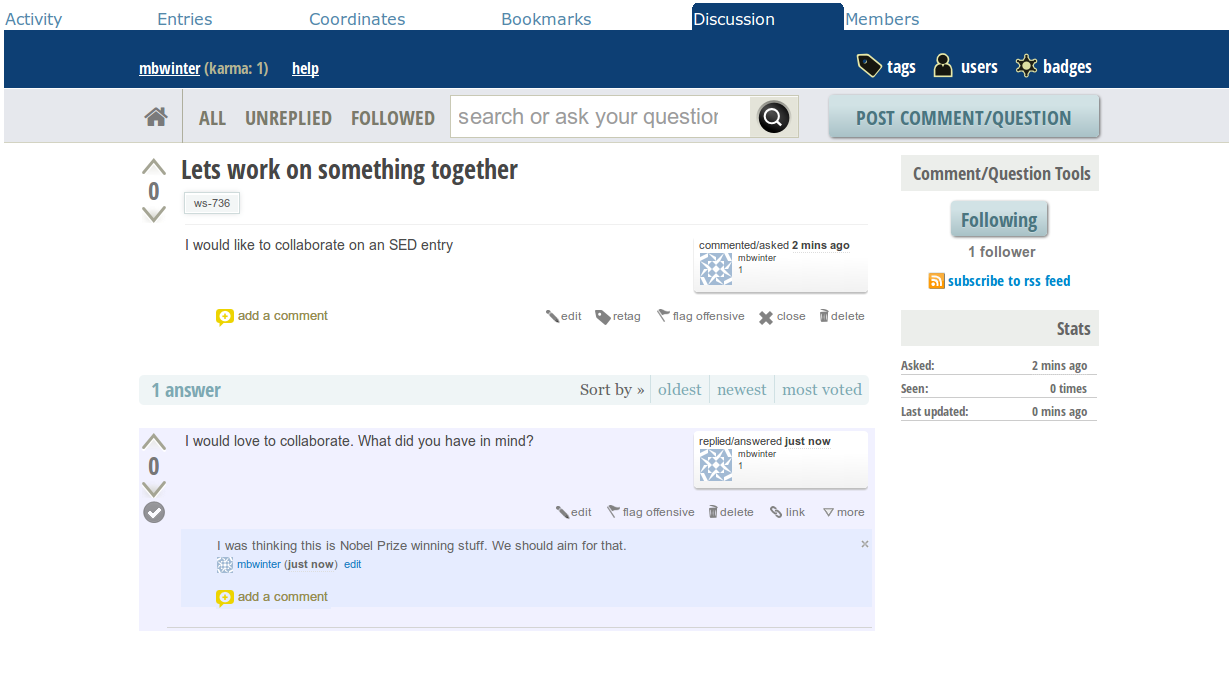 Activity Entries Coordinates Bookmarks Discussion Members
mbwinter (karma: 1) help tags users badges
ALL UNREPLIED FOLLOWED search or ask your question POST COMMENT/QUESTION
0
Lets work on something together
ws-736
I would like to collaborate on an SED entry
commented/asked 2 mins ago
mbwinter
1
add a comment edit retag flag offensive close delete
Comment/Question Tools
Following
1 follower
subscribe to rss feed
Stats
Asked: 2 mins ago
Seen: 0 times
Last updated: 0 mins ago
1 answer Sort by » oldest newest most voted
0
I would love to collaborate. What did you have in mind?
replied/answered just now
mbwinter
1
edit flag offensive delete link more
I was thinking this is Nobel Prize winning stuff. We should aim for that.
mbwinter (just now) edit
add a comment